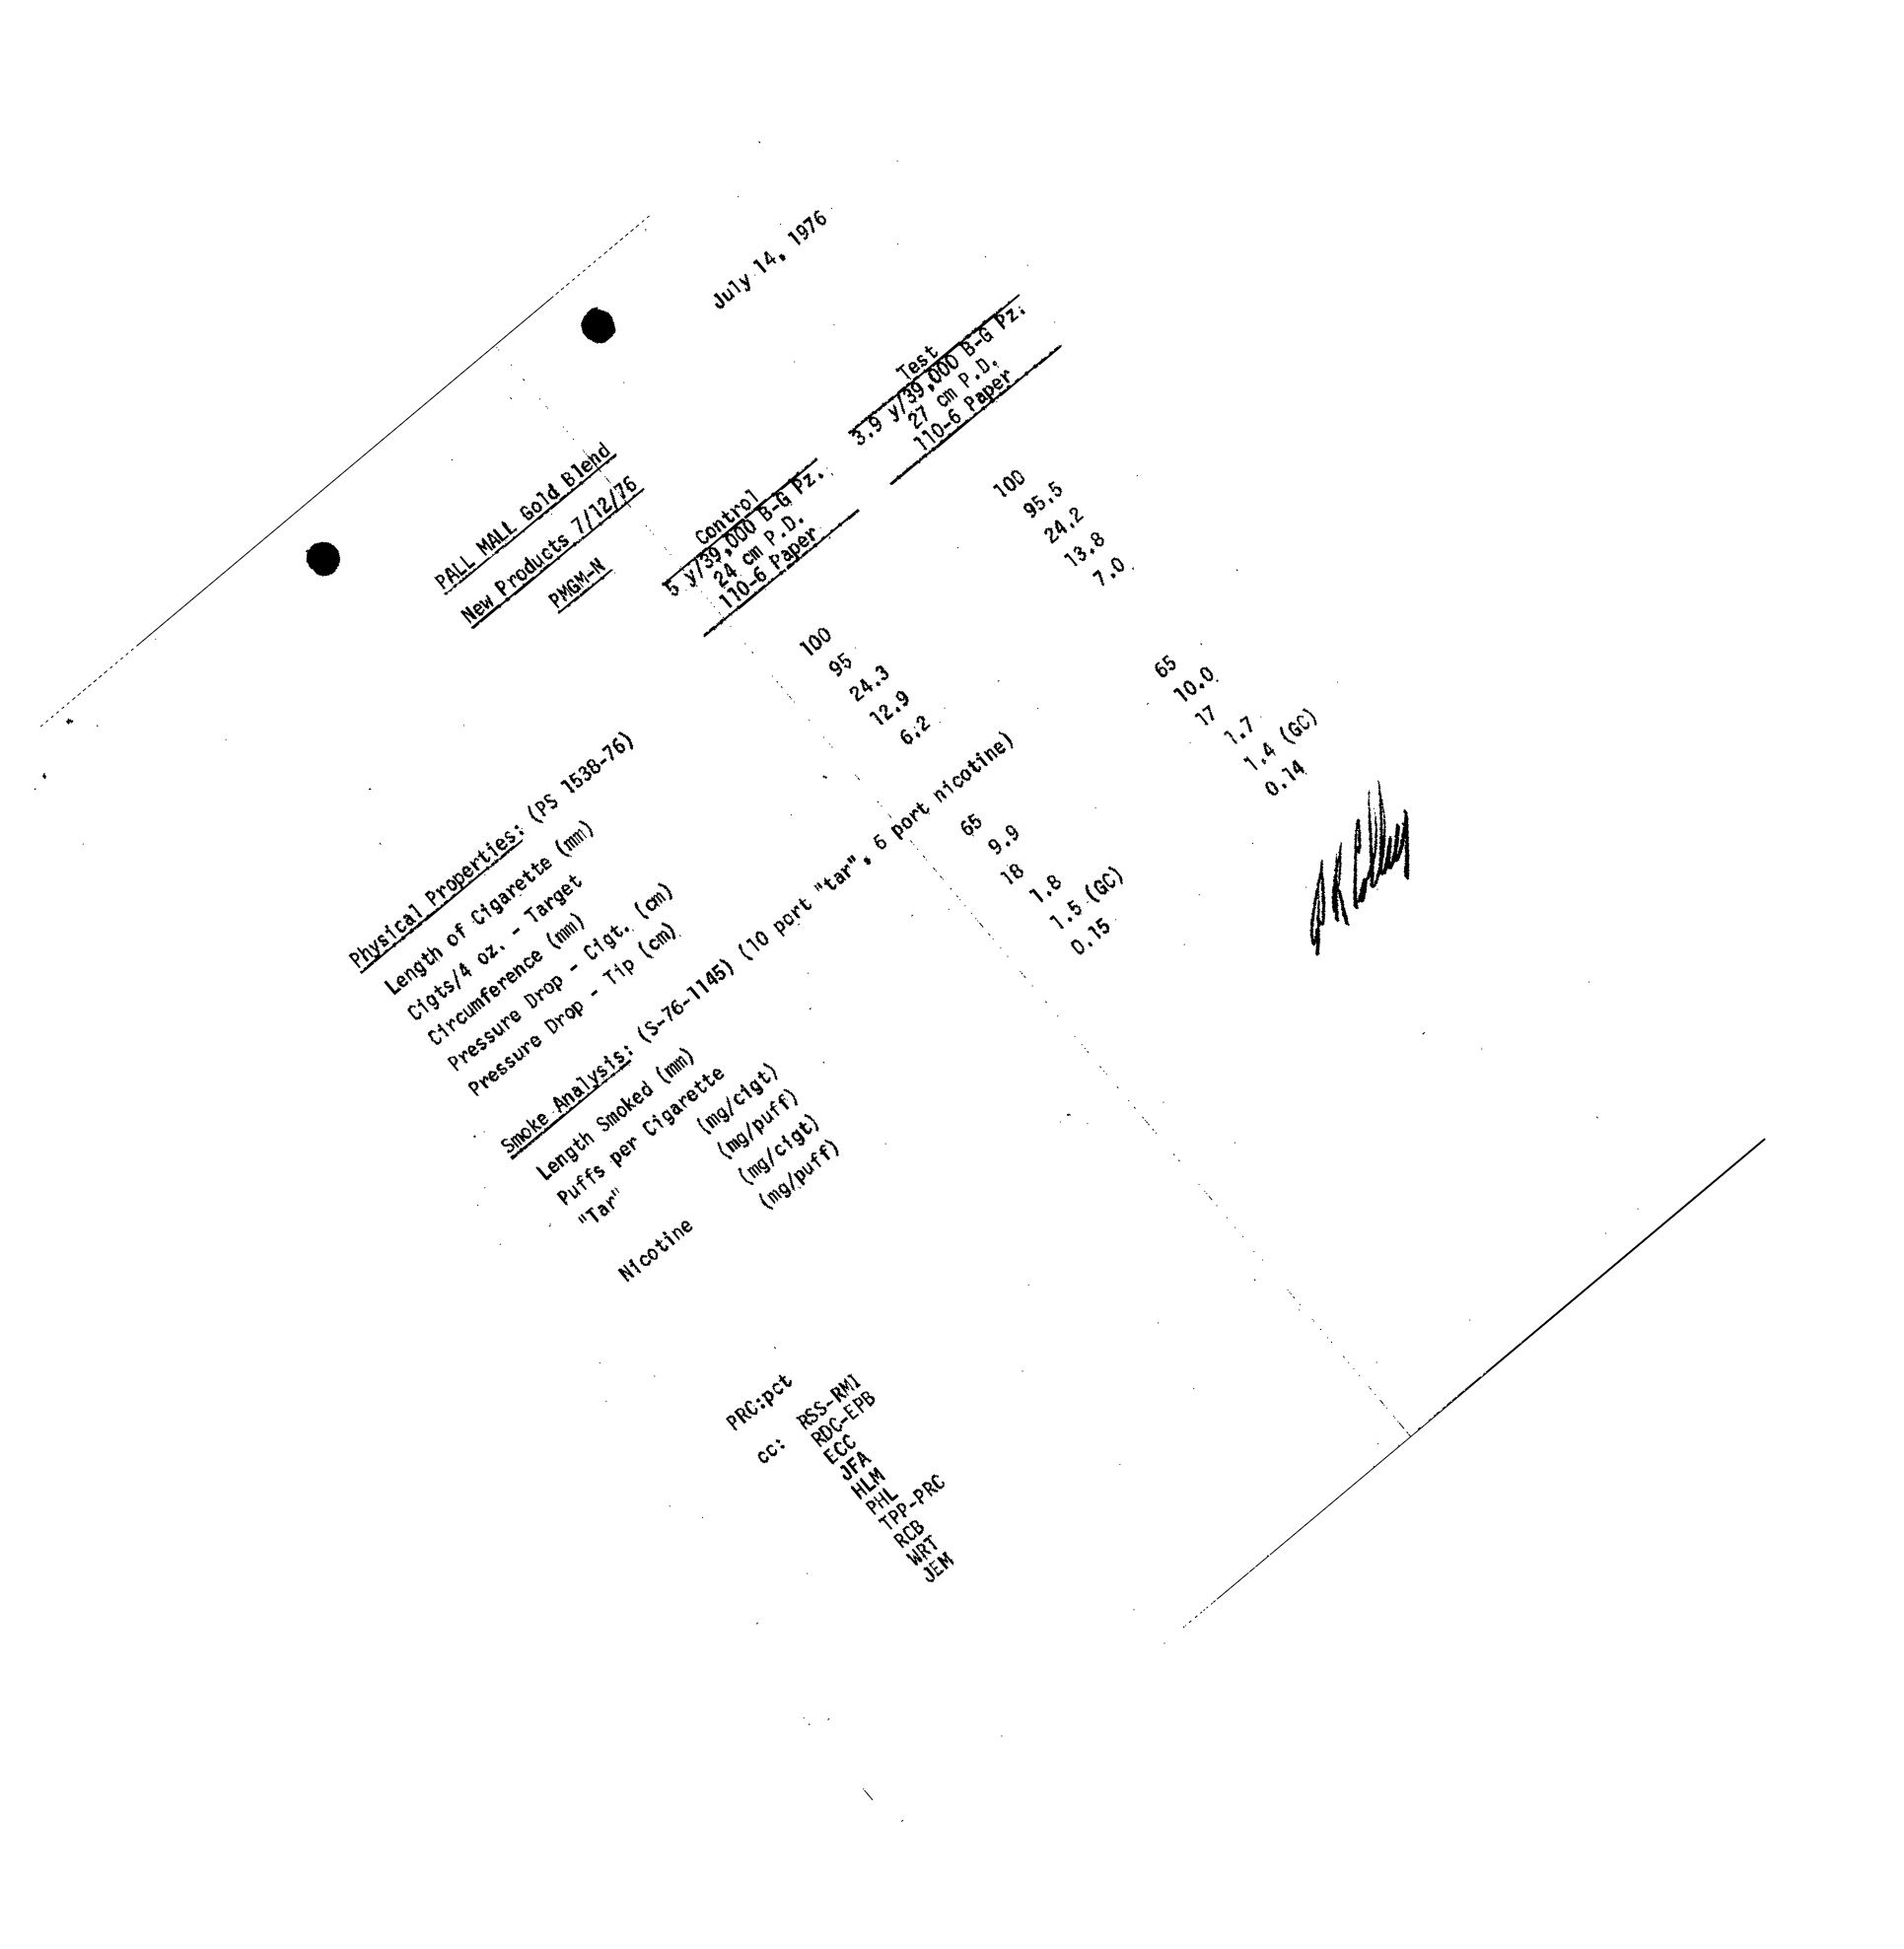 July 14, 1976
PALL MALL Gold Blend
New Products 7/12/76
PMGM-N
Control Test
5 y/39,000 B-G Pz. 3.9 y/39,000 B-G Pz.
24 cm P.D. 27 cm P.D.
110-6 Paper 110-6 Paper
Physical Properties: (PS 1538-76)
Length of Cigarette (mm) 100 100
Cigts/4 oz. - Target 95 95.5
Circumference (mm) 24.3 24.2
Pressure Drop - Cigt. (cm) 12.9 13.8
Pressure Drop - Tip (cm) 6.2 7.0
Smoke Analysis: (S-76-1145) (10 port "tar", 5 port nicotine)
Length Smoked (mm) 65 65
Puffs per Cigarette 9.9 10.0
"Tar" (mg/cigt) 18 17
(mg/puff) 1.8 1.7
Nicotine (mg/cigt) 1.5 (GC) 1.4 (GC)
(mg/puff) 0.15 0.14
PRC:pct
cc: RSS-RMI
RDC-EPB
ECC
JFA
HLM
PHL
TPP-PRC
RCB
WRT
JEM